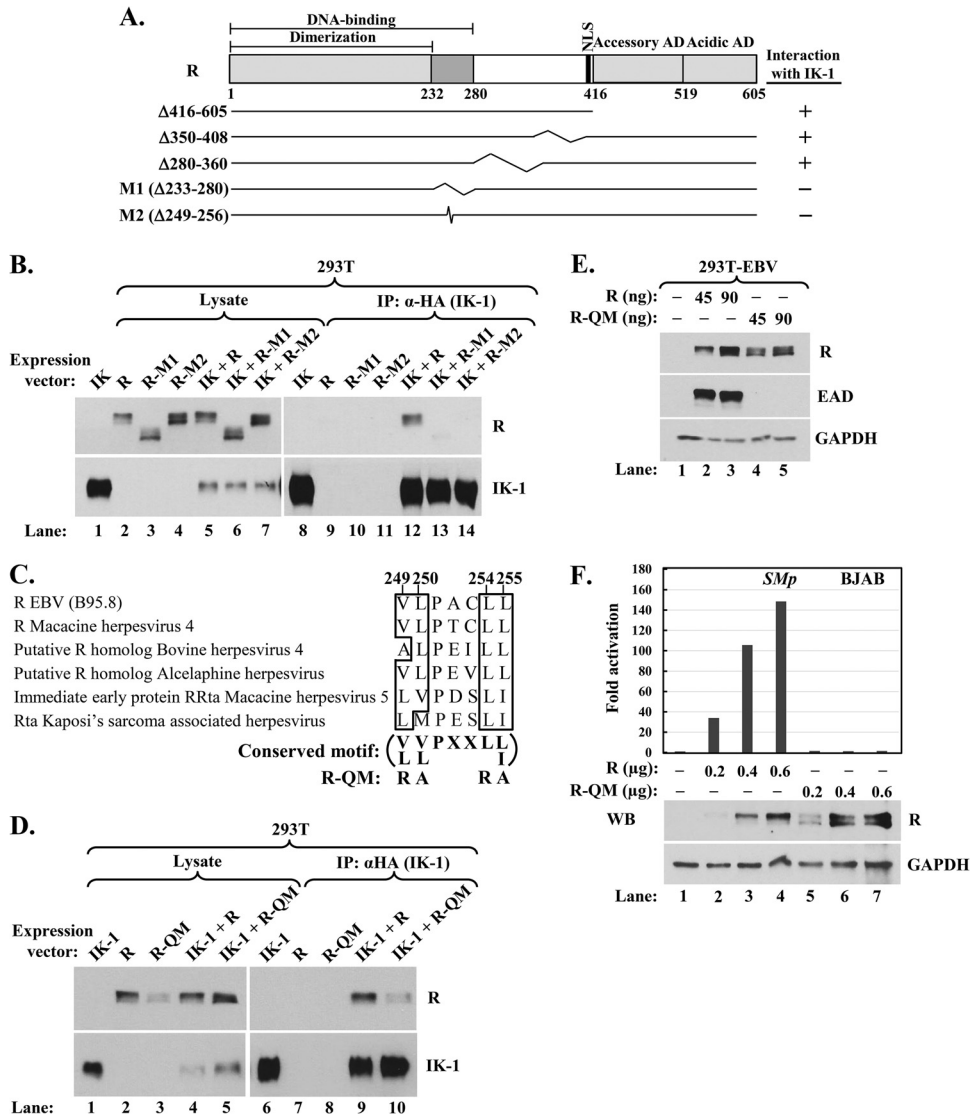 A.
DNA-binding
Dimerization
NLS
Accessory AD
Acidic AD
Interaction with IK-1
R
1 232 280 416 519 605
Δ416-605 +
Δ350-408 +
Δ280-360 +
M1 (Δ233-280) –
M2 (Δ249-256) –
B.
293T
Lysate
IP: α-HA (IK-1)
Expression vector:
IK R R-M1 R-M2 IK + R IK + R-M1 IK + R-M2 IK R R-M1 R-M2 IK + R IK + R-M1 IK + R-M2
R
IK-1
Lane: 1 2 3 4 5 6 7 8 9 10 11 12 13 14
C.
249 250 254 255
R EBV (B95.8) V L P A C L L
R Macacine herpesvirus 4 V L P T C L L
Putative R homolog Bovine herpesvirus 4 A L P E I L L
Putative R homolog Alcelaphine herpesvirus V L P E V L L
Immediate early protein RRta Macacine herpesvirus 5 L V P D S L I
Rta Kaposi's sarcoma associated herpesvirus L M P E S L I
Conserved motif: (V V P X X L L)
L L I
R-QM: R A R A
D.
293T
Lysate
IP: αHA (IK-1)
Expression vector:
IK-1 R R-QM IK-1 + R IK-1 + R-QM IK-1 R R-QM IK-1 + R IK-1 + R-QM
R
IK-1
Lane: 1 2 3 4 5 6 7 8 9 10
E.
293T-EBV
R (ng): – 45 90 – –
R-QM (ng): – – – 45 90
R
EAD
GAPDH
Lane: 1 2 3 4 5
F.
SMp BJAB
Fold activation
180
160
140
120
100
80
60
40
20
0
R (µg): – 0.2 0.4 0.6 – – –
R-QM (µg): – – – – 0.2 0.4 0.6
WB
R
GAPDH
Lane: 1 2 3 4 5 6 7